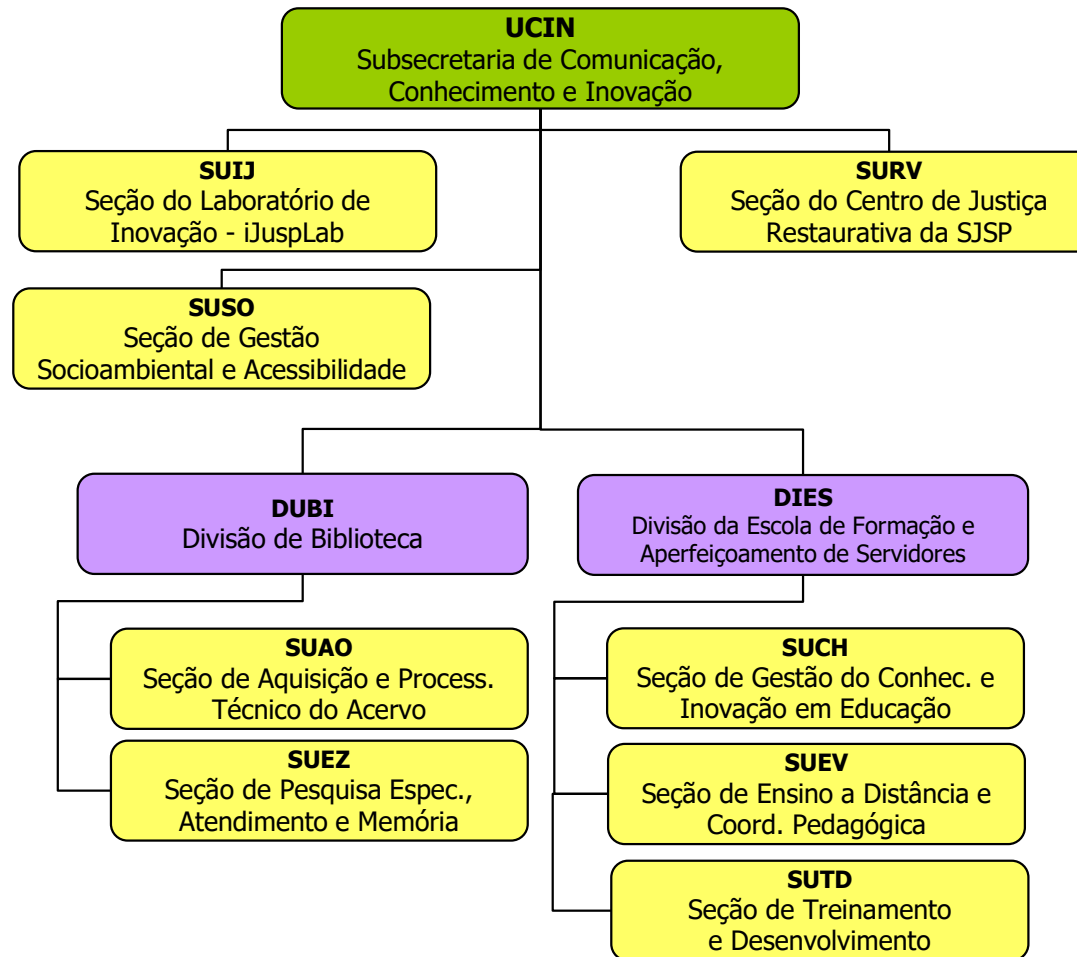 UCIN
Subsecretaria de Comunicação,
Conhecimento e Inovação
SUIJ
Seção do Laboratório de
Inovação - iJuspLab
SURV
Seção do Centro de Justiça
Restaurativa da SJSP
SUSO
Seção de Gestão
Socioambiental e Acessibilidade
DUBI
Divisão de Biblioteca
DIES
Divisão da Escola de Formação e
Aperfeiçoamento de Servidores
SUAO
Seção de Aquisição e Process.
Técnico do Acervo
SUEZ
Seção de Pesquisa Espec.,
Atendimento e Memória
SUCH
Seção de Gestão do Conhec. e
Inovação em Educação
SUEV
Seção de Ensino a Distância e
Coord. Pedagógica
SUTD
Seção de Treinamento
e Desenvolvimento